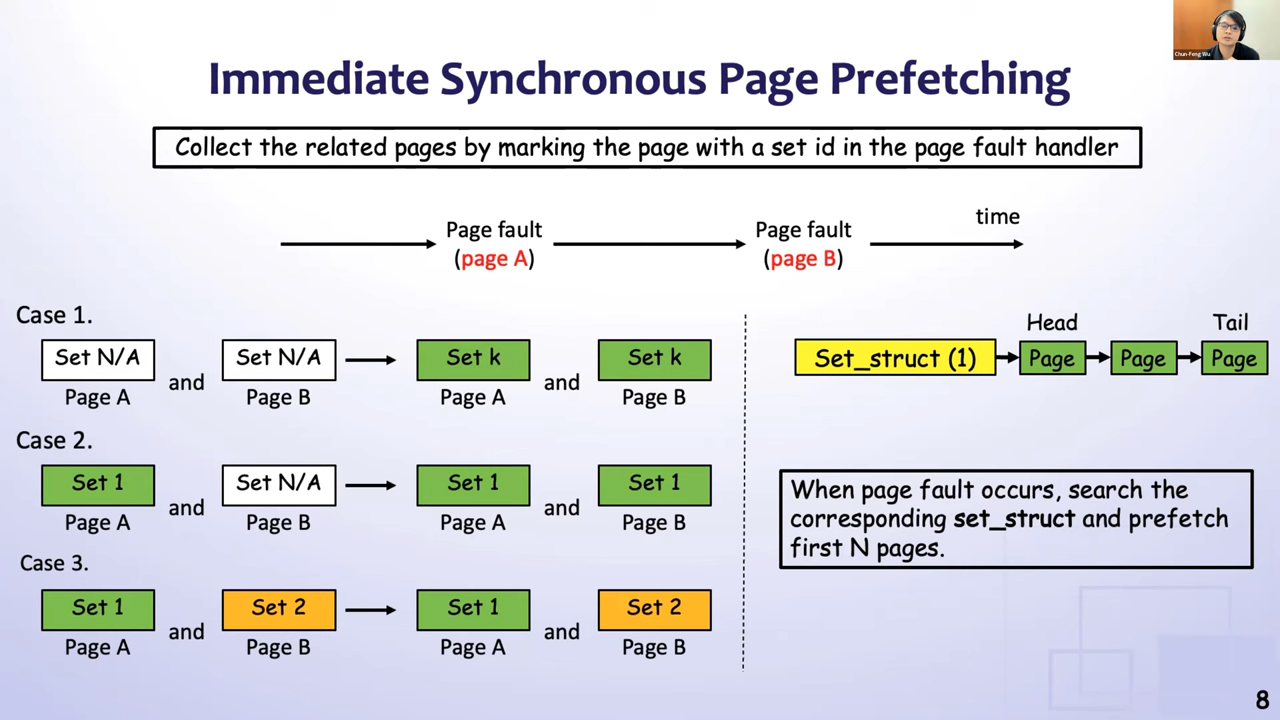 Chun-Feng Wu
Immediate Synchronous Page Prefetching
Collect the related pages by marking the page with a set id in the page fault handler
Page fault
(page A)
Page fault
(page B)
time
Case 1.
Set N/A
Page A
and
Set N/A
Page B
Set k
Page A
and
Set k
Page B
Case 2.
Set 1
Page A
and
Set N/A
Page B
Set 1
Page A
and
Set 1
Page B
Case 3.
Set 1
Page A
and
Set 2
Page B
Set 1
Page A
and
Set 2
Page B
Head
Tail
Set_struct (1)
Page
Page
Page
When page fault occurs, search the
corresponding set_struct and prefetch
first N pages.
8